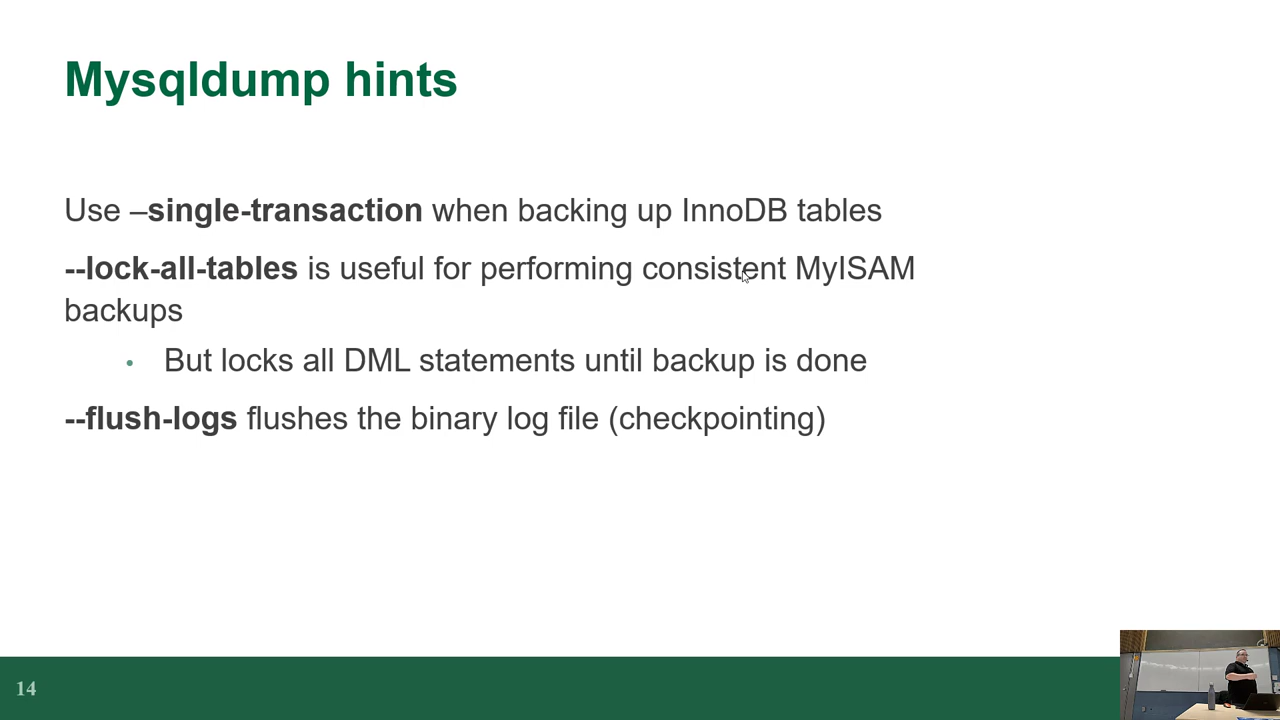 Mysqldump hints
Use –single-transaction when backing up InnoDB tables
--lock-all-tables is useful for performing consistent MyISAM
backups
• But locks all DML statements until backup is done
--flush-logs flushes the binary log file (checkpointing)
14